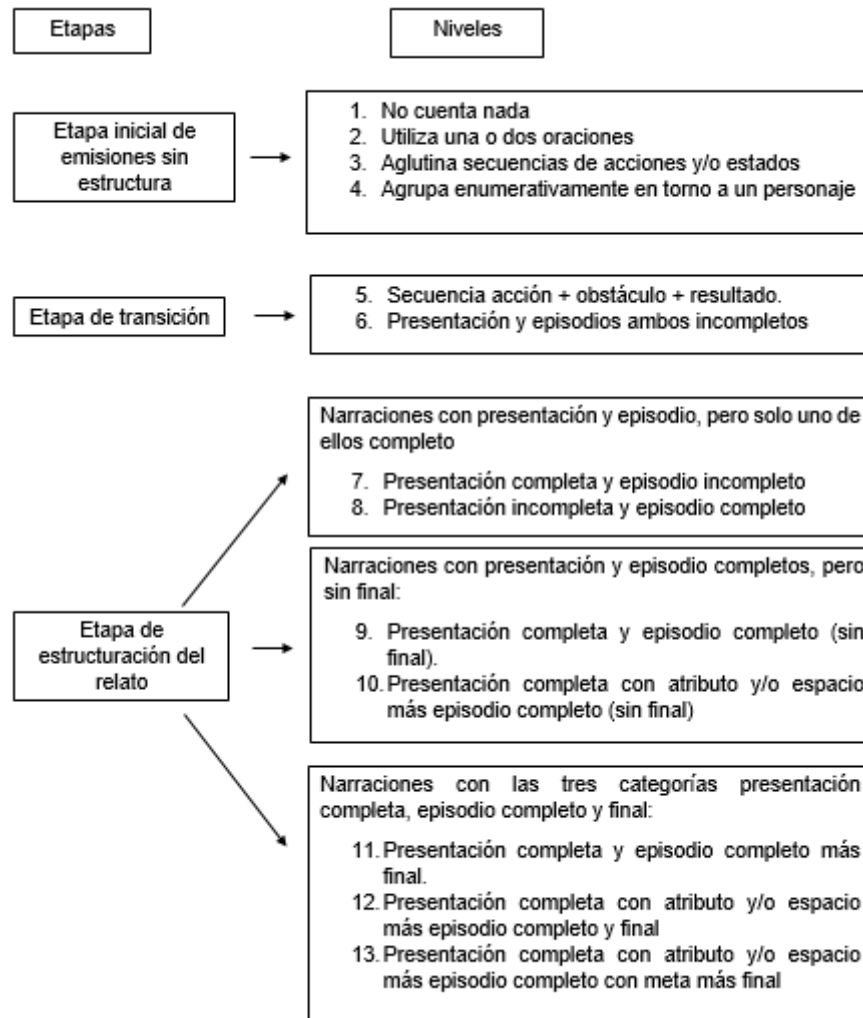 Etapas
Niveles
Etapa inicial de
emisiones sin
estructura
1. No cuenta nada
2. Utiliza una o dos oraciones
3. Aglutina secuencias de acciones y/o estados
4. Agrupa enumerativamente en torno a un personaje
Etapa de transición
5. Secuencia acción + obstáculo + resultado.
6. Presentación y episodios ambos incompletos
Narraciones con presentación y episodio, pero solo uno de
ellos completo
7. Presentación completa y episodio incompleto
8. Presentación incompleta y episodio completo
Etapa de
estructuración del
relato
Narraciones con presentación y episodio completos, pero
sin final:
9. Presentación completa y episodio completo (sin
final).
10. Presentación completa con atributo y/o espacio
más episodio completo (sin final)
Narraciones con las tres categorías presentación
completa, episodio completo y final:
11. Presentación completa y episodio completo más
final.
12. Presentación completa con atributo y/o espacio
más episodio completo y final
13. Presentación completa con atributo y/o espacio
más episodio completo con meta más final